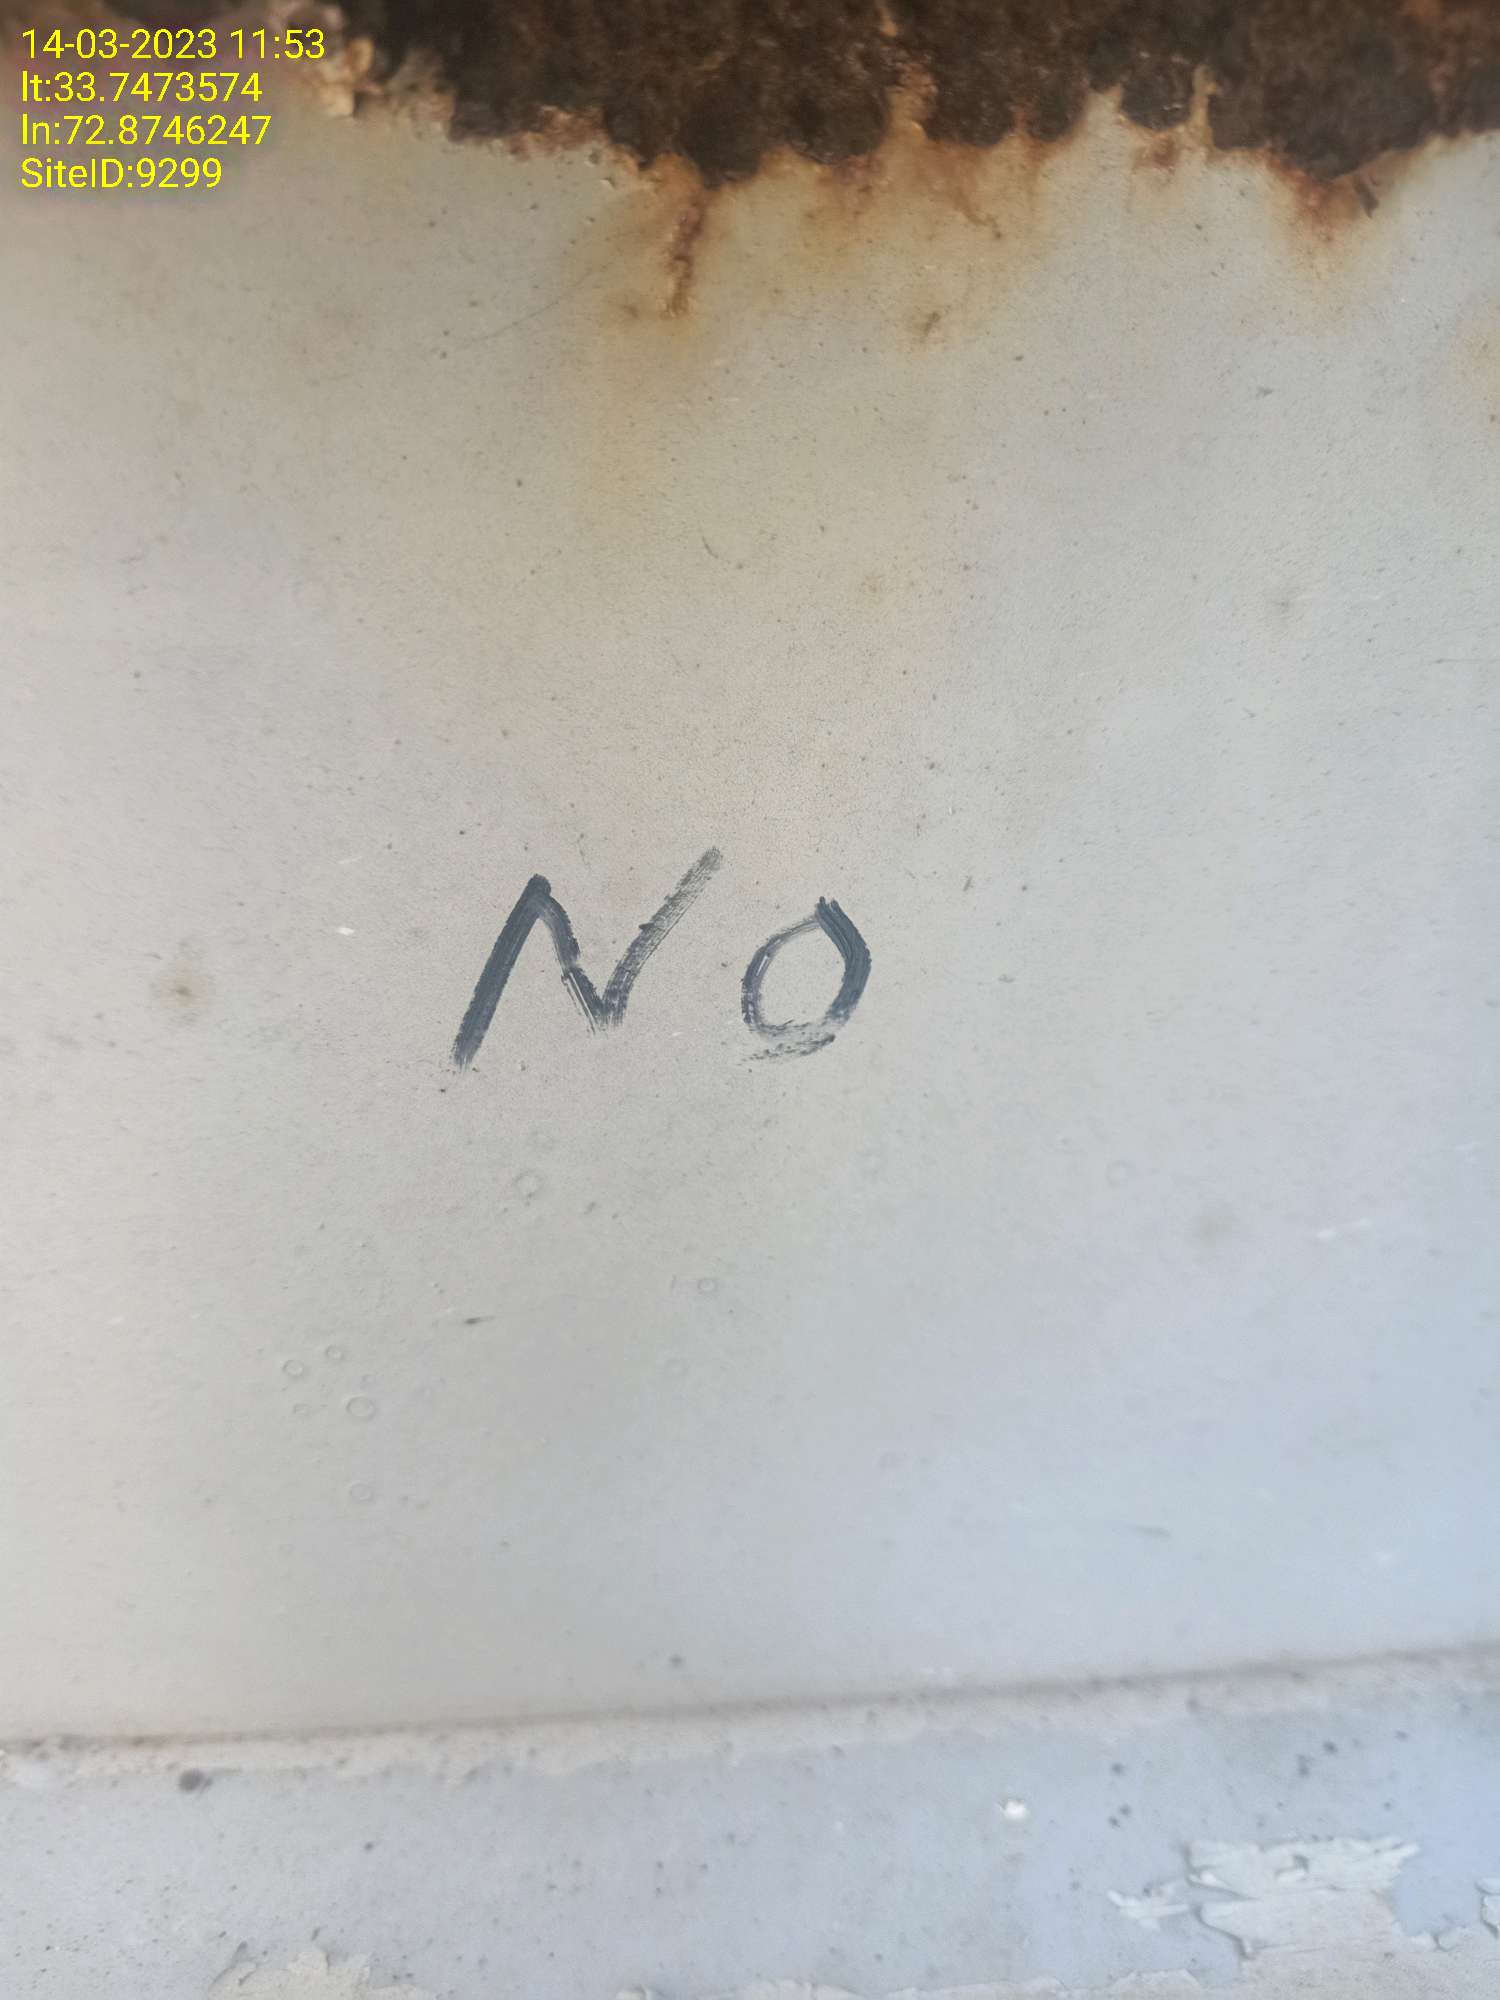 14-03-2023 11:53
lt:33.7473574
ln:72.8746247
SiteID:9299
NO